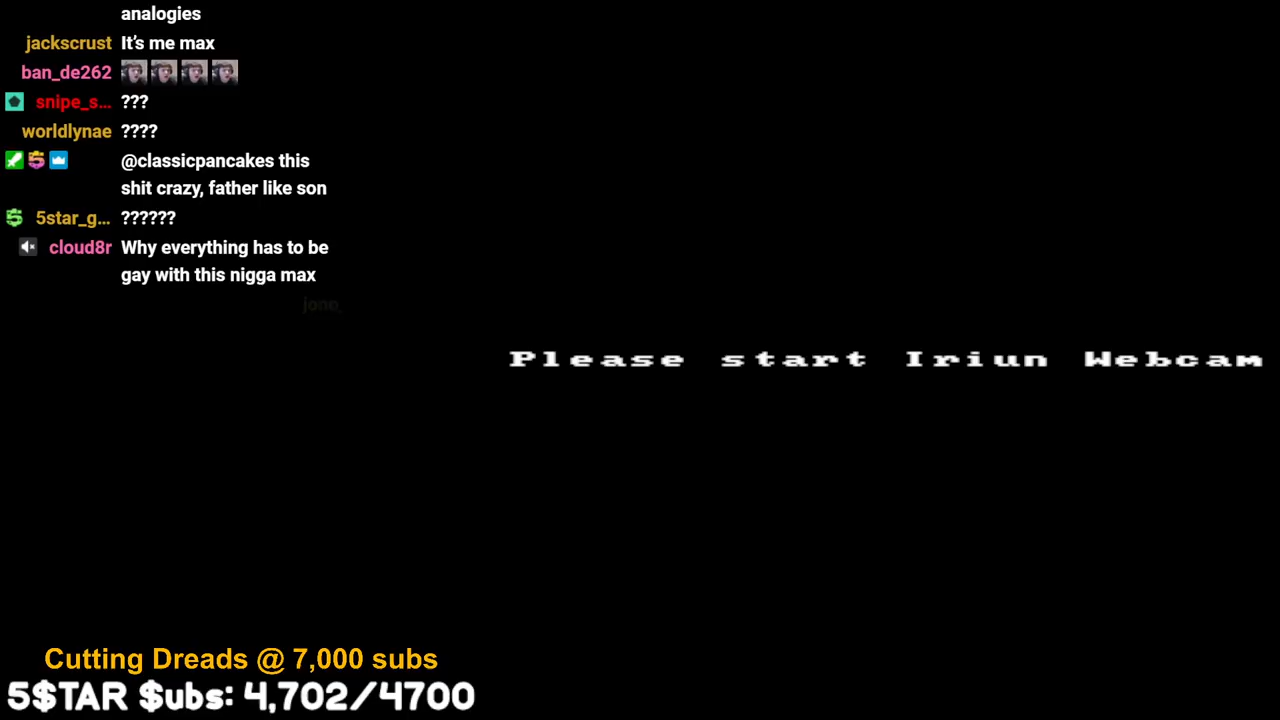 analogies
jackscrust It's me max
ban_de262
snipe_s... ???
worldlynae ????
@classicpancakes this
shit crazy, father like son
5star_g... ??????
cloud8r Why everything has to be
gay with this nigga max
jono_
Please start Iriun Webcam
Cutting Dreads @ 7,000 subs
5$TAR $ubs: 4,702/4700